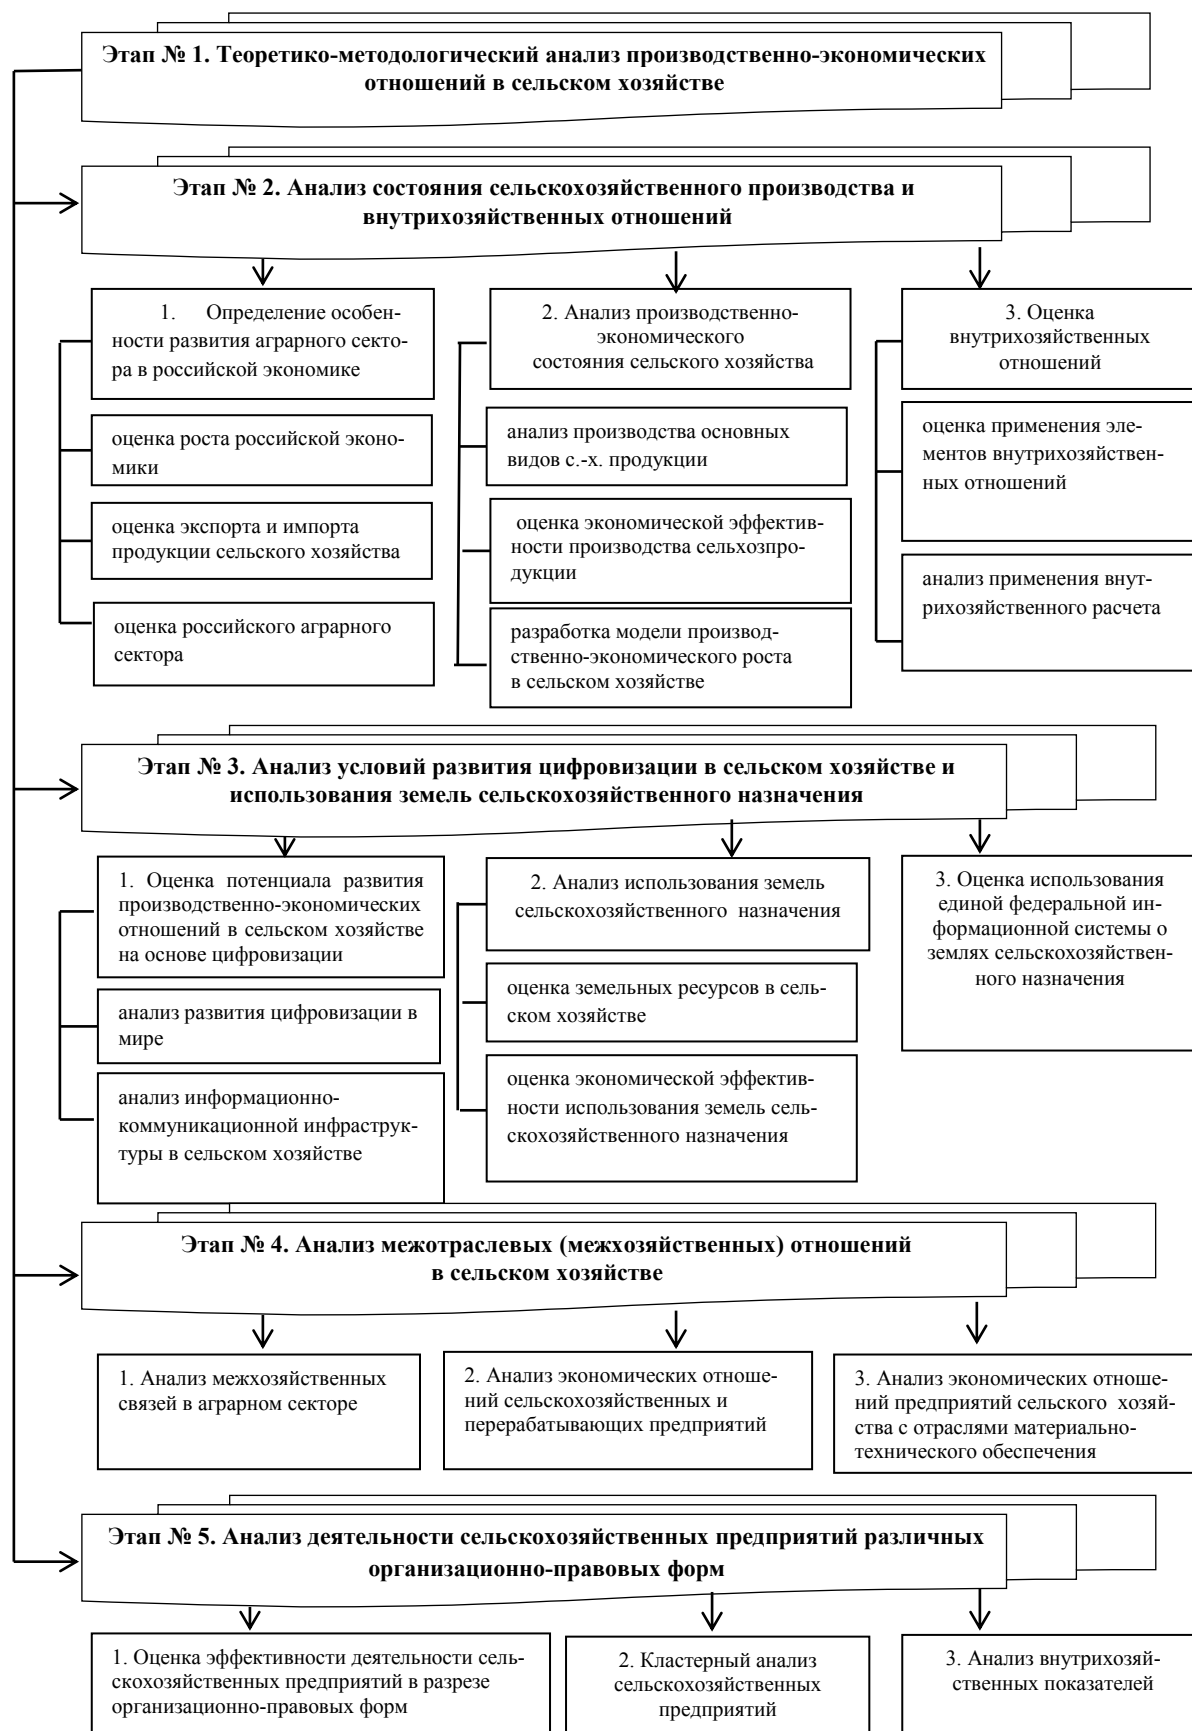 Этап № 1. Теоретико-методологический анализ производственно-экономических
отношений в сельском хозяйстве
Этап № 2. Анализ состояния сельскохозяйственного производства и
внутрихозяйственных отношений
1. Определение особен-
ности развития аграрного секто-
ра в российской экономике
оценка роста российской эконо-
мики
оценка экспорта и импорта
продукции сельского хозяйства
оценка российского аграрного
сектора
2. Анализ производственно-
экономического
состояния сельского хозяйства
анализ производства основных
видов с.-х. продукции
оценка экономической эффектив-
ности производства сельхозпро-
дукции
разработка модели производ-
ственно-экономического роста
в сельском хозяйстве
3. Оценка
внутрихозяйственных
отношений
оценка применения эле-
ментов внутрихозяйствен-
ных отношений
анализ применения внут-
рихозяйственного расчета
Этап № 3. Анализ условий развития цифровизации в сельском хозяйстве и
использования земель сельскохозяйственного назначения
1. Оценка потенциала развития
производственно-экономических
отношений в сельском хозяйстве
на основе цифровизации
анализ развития цифровизации в
мире
анализ информационно-
коммуникационной инфраструк-
туры в сельском хозяйстве
2. Анализ использования земель
сельскохозяйственного назначения
оценка земельных ресурсов в сель-
ском хозяйстве
оценка экономической эффектив-
ности использования земель сель-
скохозяйственного назначения
3. Оценка использования
единой федеральной ин-
формационной системы о
землях сельскохозяйствен-
ного назначения
Этап № 4. Анализ межотраслевых (межхозяйственных) отношений
в сельском хозяйстве
1. Анализ межхозяйственных
связей в аграрном секторе
2. Анализ экономических отноше-
ний сельскохозяйственных и
перерабатывающих предприятий
3. Анализ экономических отноше-
ний предприятий сельского хозяй-
ства с отраслями материально-
технического обеспечения
Этап № 5. Анализ деятельности сельскохозяйственных предприятий различных
организационно-правовых форм
1. Оценка эффективности деятельности сель-
скохозяйственных предприятий в разрезе
организационно-правовых форм
2. Кластерный анализ
сельскохозяйственных
предприятий
3. Анализ внутрихозяй-
ственных показателей